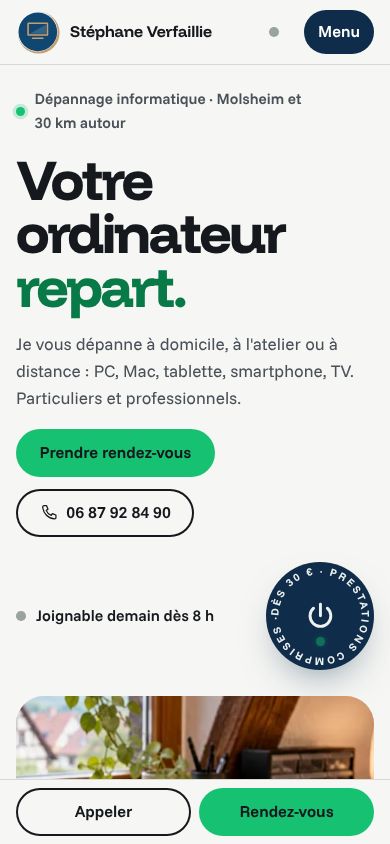 Stéphane Verfaillie
Menu
Dépannage informatique · Molsheim et
30 km autour
Votre
ordinateur
repart.
Je vous dépanne à domicile, à l'atelier ou à
distance : PC, Mac, tablette, smartphone, TV.
Particuliers et professionnels.
Prendre rendez-vous
06 87 92 84 90
Joignable demain dès 8 h
DÈS 30 € · PRESTATIONS COMPRISES ·
Appeler
Rendez-vous